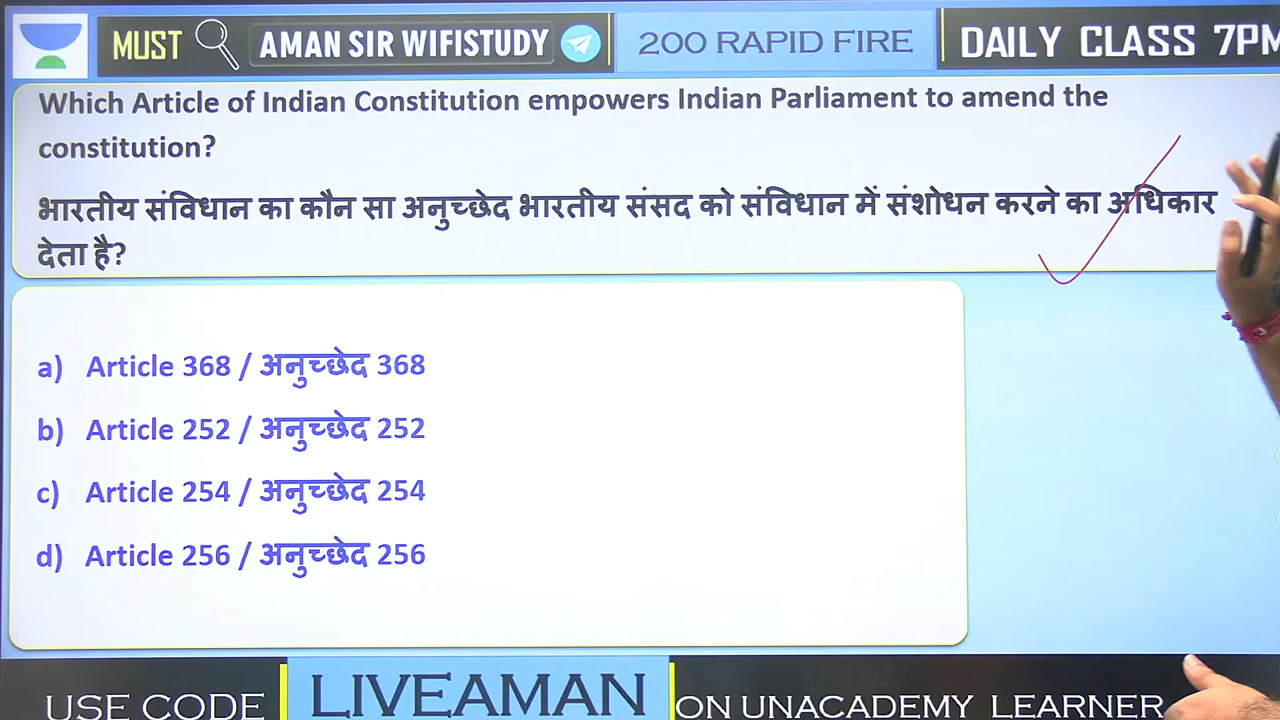 MUST AMAN SIR WIFISTUDY 200 RAPID FIRE DAILY CLASS 7PM
Which Article of Indian Constitution empowers Indian Parliament to amend the
constitution?
भारतीय संविधान का कौन सा अनुच्छेद भारतीय संसद को संविधान में संशोधन करने का अधिकार
देता है?
a) Article 368 / अनुच्छेद 368
b) Article 252 / अनुच्छेद 252
c) Article 254 / अनुच्छेद 254
d) Article 256 / अनुच्छेद 256
USE CODE LIVEAMAN ON UNACADEMY LEARNER